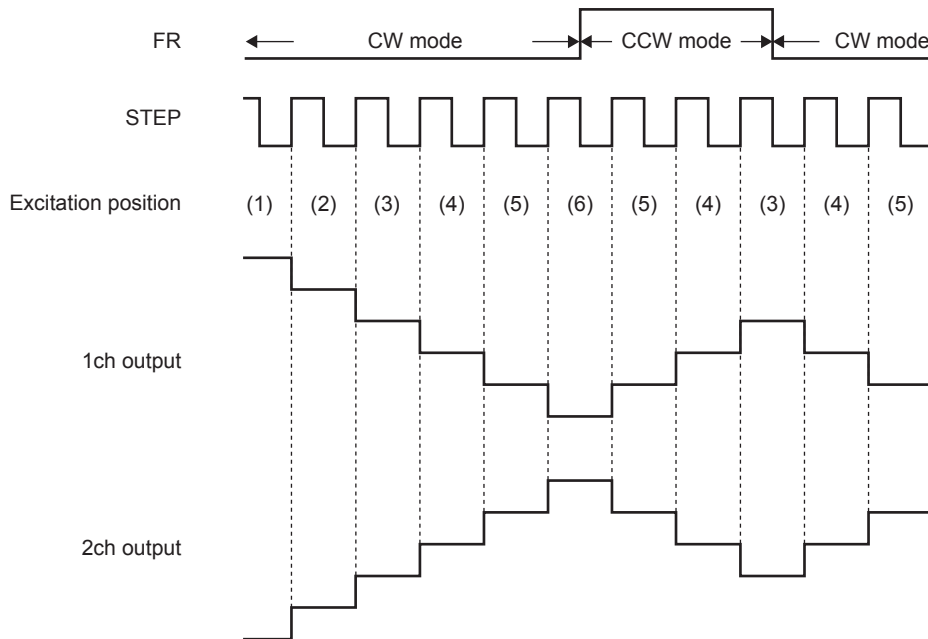 FR
CW mode
CCW mode
CW mode
STEP
Excitation position
(1) (2) (3) (4) (5) (6) (5) (4) (3) (4) (5)
1ch output
2ch output